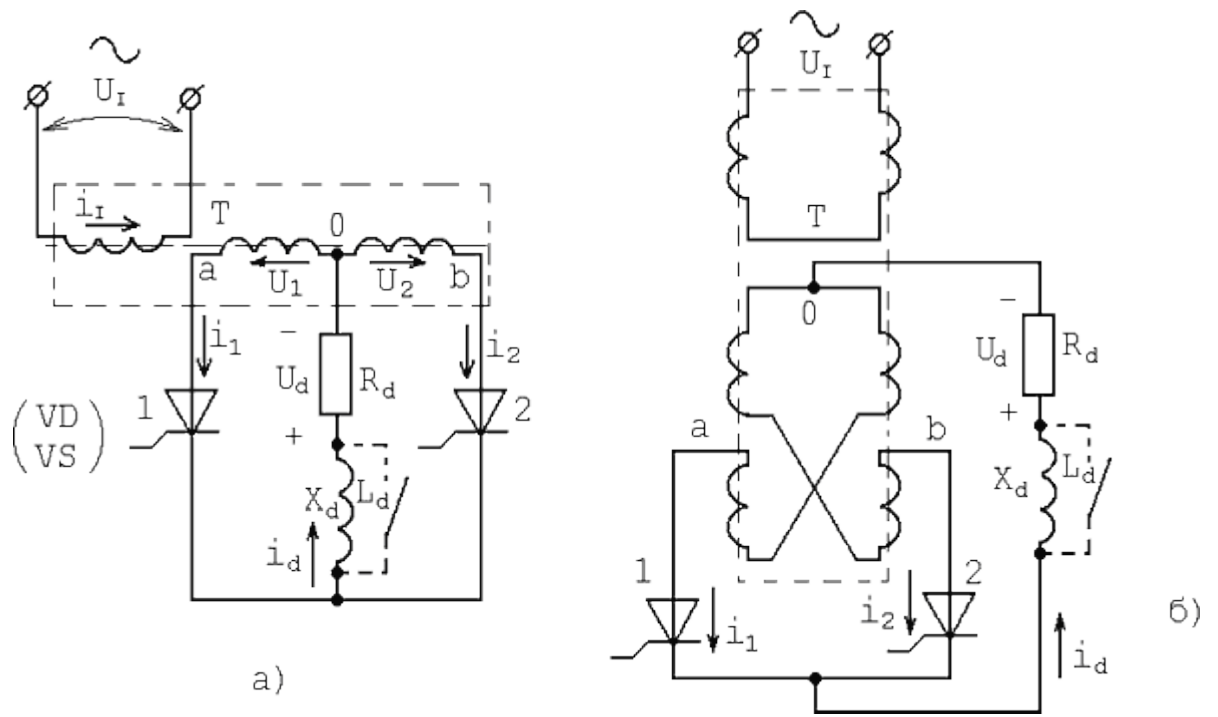 U_I
i_I
T
0
a
U_1
U_2
b
i_1
−
i_2
U_d
R_d
1
2
(VD
VS)
+
X_d
L_d
i_d
а)
U_I
T
0
−
U_d
R_d
a
b
+
X_d
L_d
1
2
i_1
i_2
i_d
б)